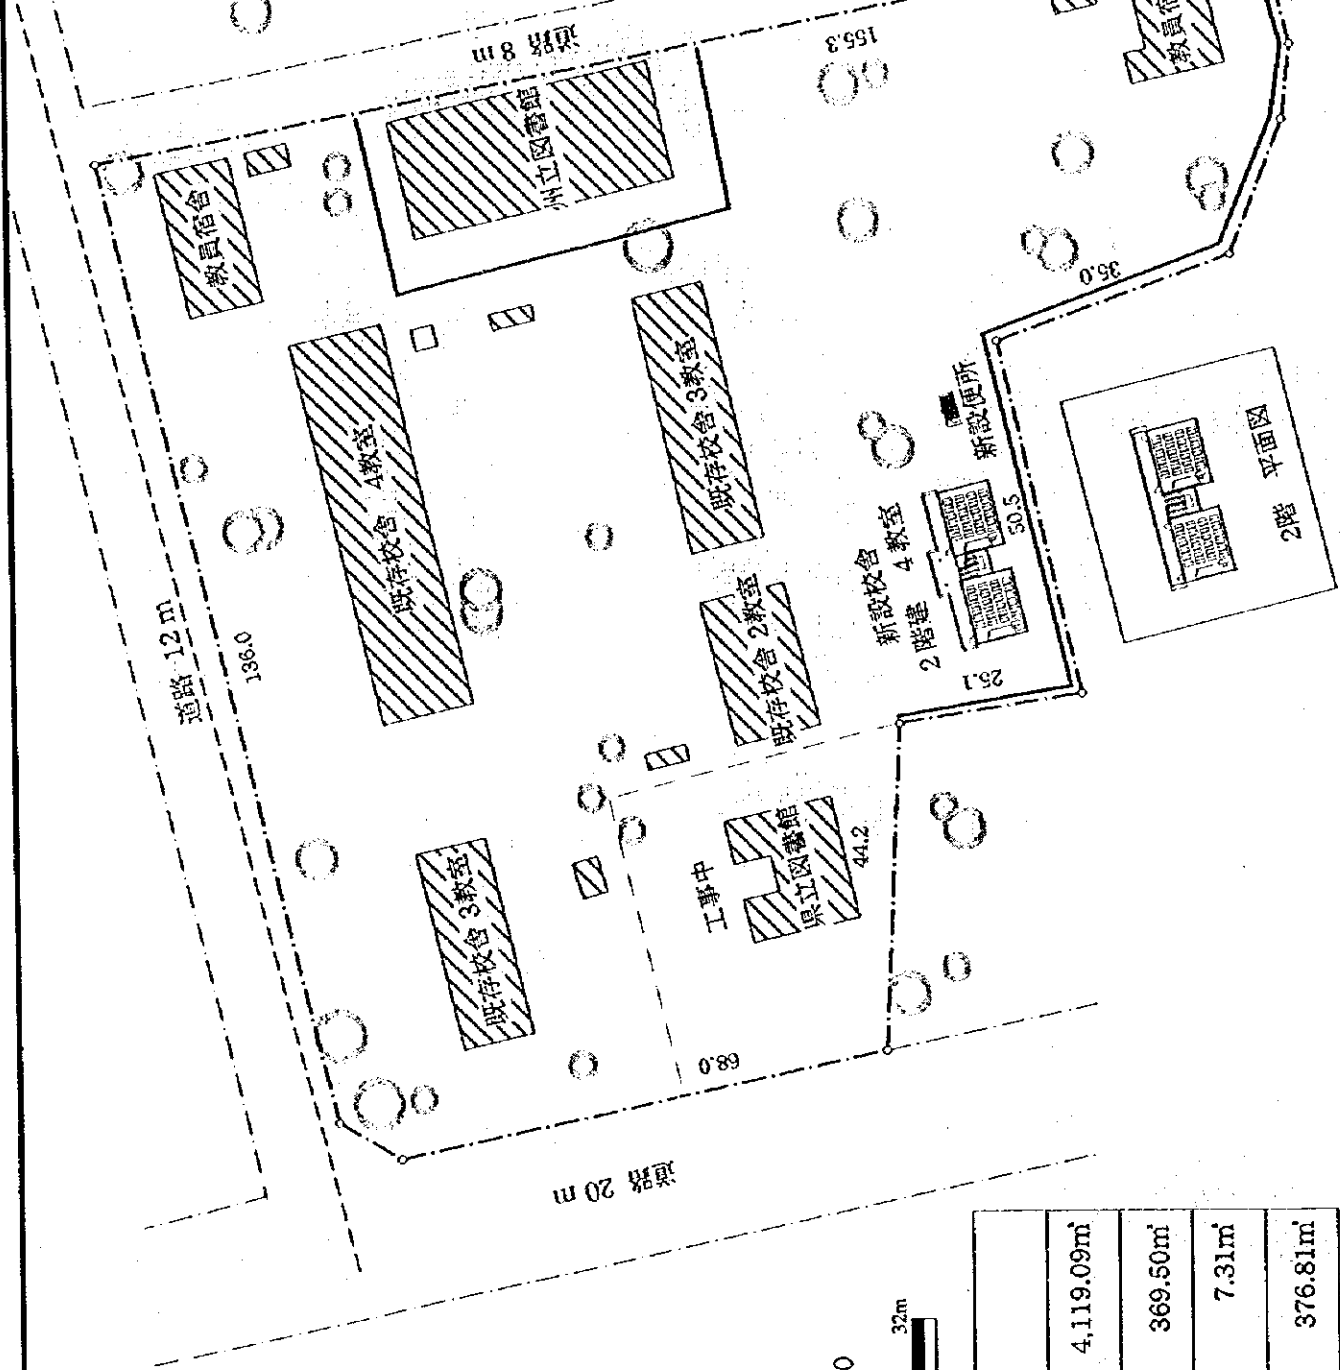 道路 8 m
155.3
教員宿
教員宿舎
州立図書館
道路 12 m
136.0
既存校舎 4教室
既存校舎 3教室
35.0
新設便所
新設校舎
2階建 4教室
50.5
25.1
2階 平面図
既存校舎 2教室
既存校舎 3教室
工事中
県立図書館
44.2
68.0
道路 20 m
32m
0
4,119.09㎡
369.50㎡
7.31㎡
376.81㎡